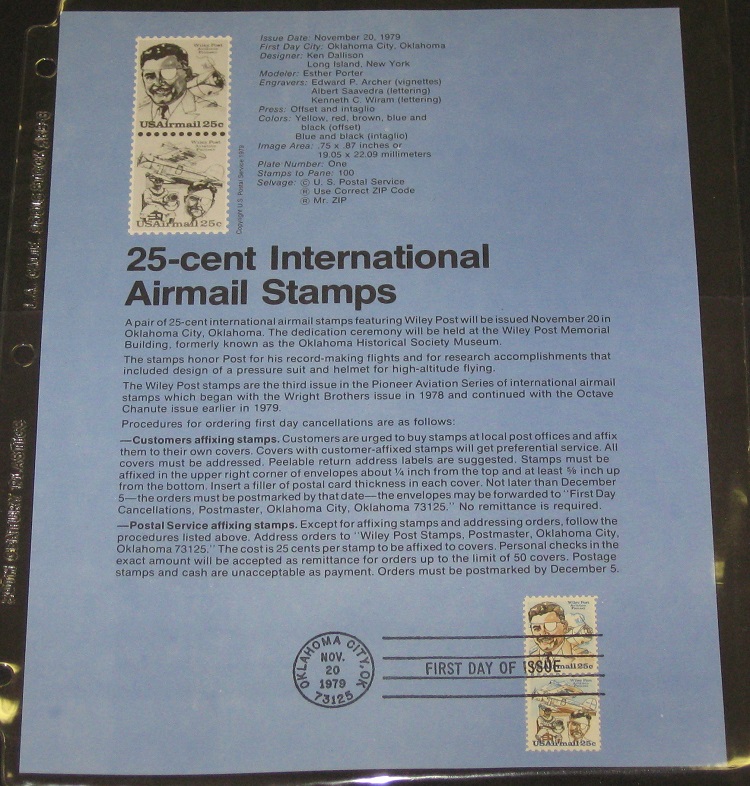 Wiley Post
USAirmail 25c
Wiley Post
USAirmail 25c
Copyright U.S. Postal Service 1979
Issue Date: November 20, 1979
First Day City: Oklahoma City, Oklahoma
Designer: Ken Dallison
Long Island, New York
Modeler: Esther Porter
Engravers: Edward P. Archer (vignettes)
Albert Saavedra (lettering)
Kenneth C. Wiram (lettering)
Press: Offset and intaglio
Colors: Yellow, red, brown, blue and
black (offset)
Blue and black (intaglio)
Image Area: .75 x .87 inches or
19.05 x 22.09 millimeters
Plate Number: One
Stamps to Pane: 100
Selvage: © U. S. Postal Service
® Use Correct ZIP Code
® Mr. ZIP
25-cent International
Airmail Stamps
A pair of 25-cent international airmail stamps featuring Wiley Post will be issued November 20 in
Oklahoma City, Oklahoma. The dedication ceremony will be held at the Wiley Post Memorial
Building, formerly known as the Oklahoma Historical Society Museum.
The stamps honor Post for his record-making flights and for research accomplishments that
included design of a pressure suit and helmet for high-altitude flying.
The Wiley Post stamps are the third issue in the Pioneer Aviation Series of international airmail
stamps which began with the Wright Brothers issue in 1978 and continued with the Octave
Chanute issue earlier in 1979.
Procedures for ordering first day cancellations are as follows:
—Customers affixing stamps. Customers are urged to buy stamps at local post offices and affix
them to their own covers. Covers with customer-affixed stamps will get preferential service. All
covers must be addressed. Peelable return address labels are suggested. Stamps must be
affixed in the upper right corner of envelopes about ¼ inch from the top and at least ⅝ inch up
from the bottom. Insert a filler of postal card thickness in each cover. Not later than December
5—the orders must be postmarked by that date—the envelopes may be forwarded to "First Day
Cancellations, Postmaster, Oklahoma City, Oklahoma 73125." No remittance is required.
—Postal Service affixing stamps. Except for affixing stamps and addressing orders, follow the
procedures listed above. Address orders to "Wiley Post Stamps, Postmaster, Oklahoma City,
Oklahoma 73125." The cost is 25 cents per stamp to be affixed to covers. Personal checks in the
exact amount will be accepted as remittance for orders up to the limit of 50 covers. Postage
stamps and cash are unacceptable as payment. Orders must be postmarked by December 5.
OKLAHOMA CITY, OK
NOV.
20
1979
73125
FIRST DAY OF ISSUE
Wiley Post
USAirmail 25c
Wiley Post
USAirmail 25c